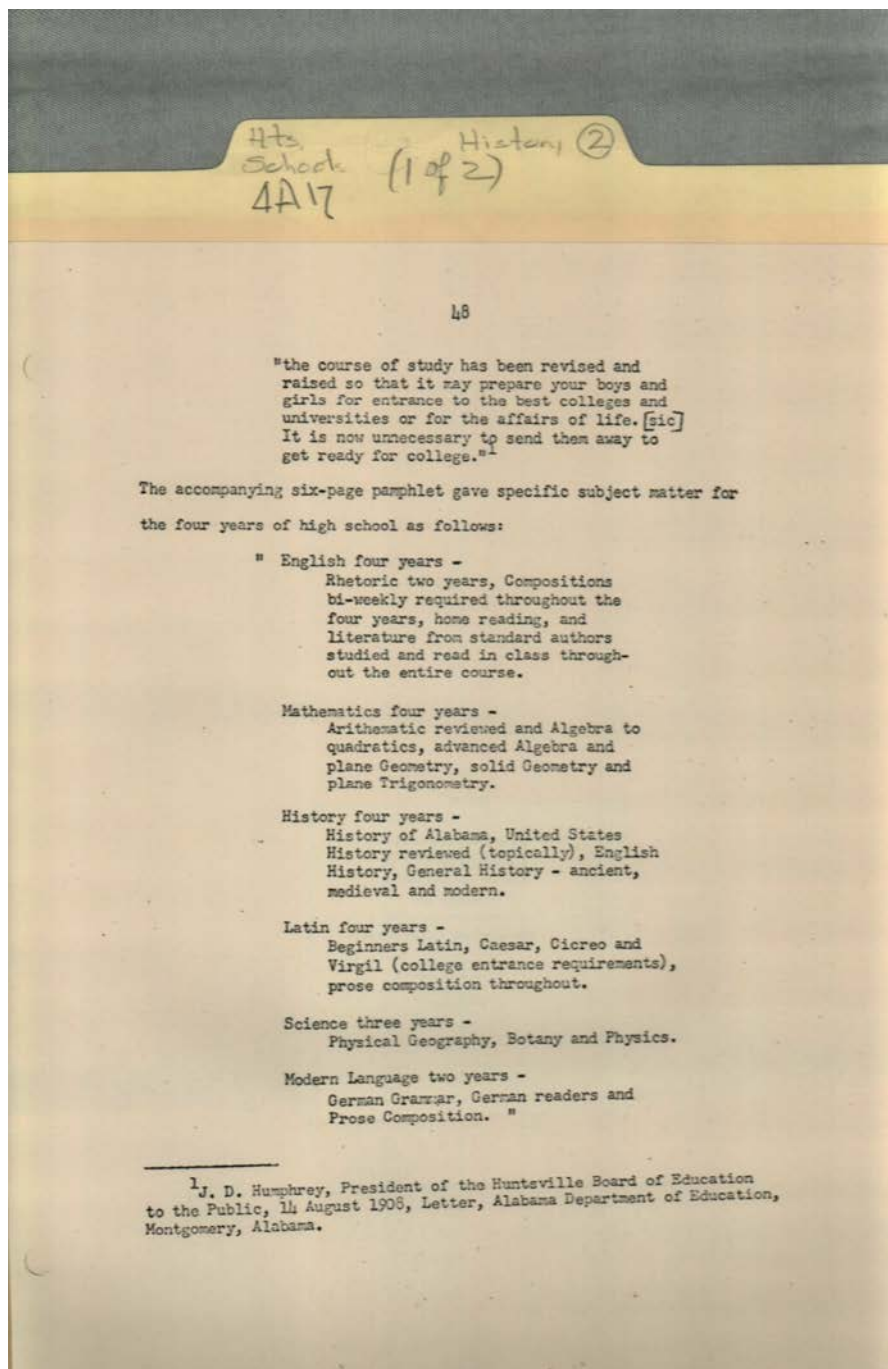 Hts. History ②
School (1 of 2)
4A17
48
"the course of study has been revised and
raised so that it may prepare your boys and
girls for entrance to the best colleges and
universities or for the affairs of life. [sic]
It is now unnecessary to send them away to
get ready for college."1
The accompanying six-page pamphlet gave specific subject matter for
the four years of high school as follows:
" English four years -
Rhetoric two years, Compositions
bi-weekly required throughout the
four years, home reading, and
literature from standard authors
studied and read in class through-
out the entire course.
Mathematics four years -
Arithematic reviewed and Algebra to
quadratics, advanced Algebra and
plane Geometry, solid Geometry and
plane Trigonometry.
History four years -
History of Alabama, United States
History reviewed (topically), English
History, General History - ancient,
medieval and modern.
Latin four years -
Beginners Latin, Caesar, Cicreo and
Virgil (college entrance requirements),
prose composition throughout.
Science three years -
Physical Geography, Botany and Physics.
Modern Language two years -
German Grammar, German readers and
Prose Composition. "
1J. D. Humphrey, President of the Huntsville Board of Education
to the Public, 14 August 1908, Letter, Alabama Department of Education,
Montgomery, Alabama.